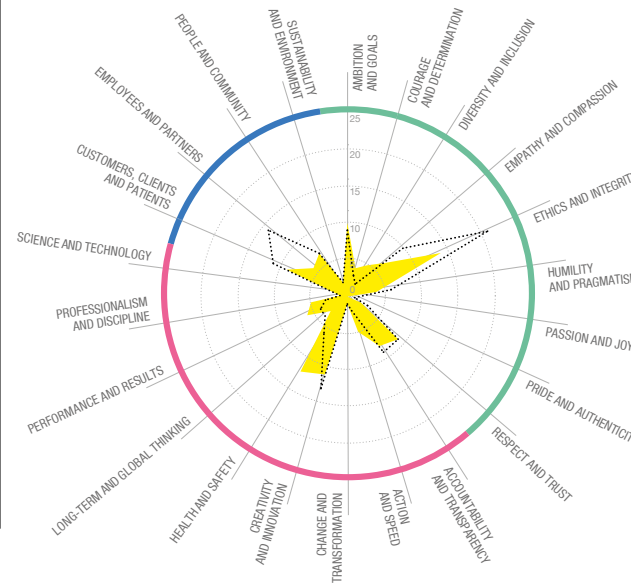 AMBITION
AND GOALS
COURAGE
AND DETERMINATION
DIVERSITY AND INCLUSION
EMPATHY AND COMPASSION
ETHICS AND INTEGRIT
HUMILITY
AND PRAGMATISM
PASSION AND JOY
PRIDE AND AUTHENTICIT
RESPECT AND TRUST
ACCOUNTABILITY
AND TRANSPARENCY
ACTION
AND SPEED
CHANGE AND
TRANSFORMATION
CREATIVITY
AND INNOVATION
HEALTH AND SAFETY
LONG-TERM AND GLOBAL THINKING
PERFORMANCE AND RESULTS
PROFESSIONALISM
AND DISCIPLINE
SCIENCE AND TECHNOLOGY
CUSTOMERS, CLIENTS
AND PATIENTS
EMPLOYEES AND PARTNERS
PEOPLE AND COMMUNITY
SUSTAINABILITY
AND ENVIRONMENT
25
20
15
10
0